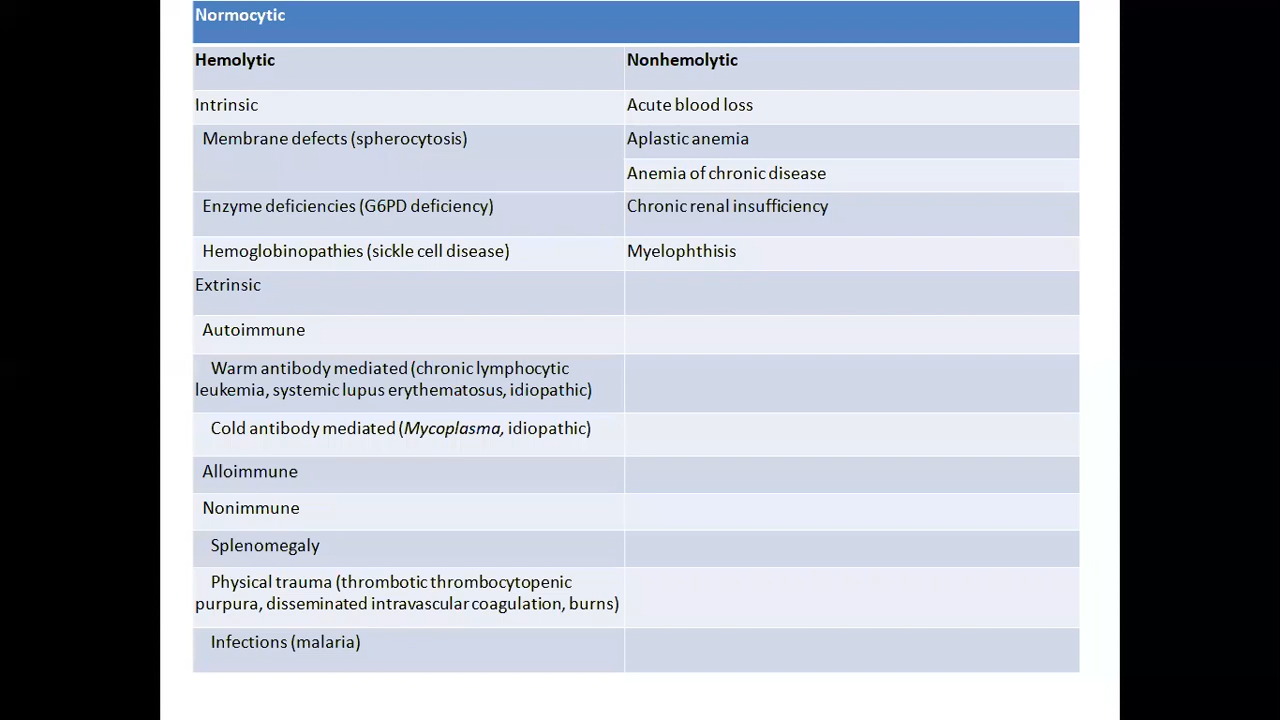 Normocytic
Hemolytic
Nonhemolytic
Intrinsic
Acute blood loss
Membrane defects (spherocytosis)
Aplastic anemia
Anemia of chronic disease
Enzyme deficiencies (G6PD deficiency)
Chronic renal insufficiency
Hemoglobinopathies (sickle cell disease)
Myelophthisis
Extrinsic
Autoimmune
Warm antibody mediated (chronic lymphocytic
leukemia, systemic lupus erythematosus, idiopathic)
Cold antibody mediated (Mycoplasma, idiopathic)
Alloimmune
Nonimmune
Splenomegaly
Physical trauma (thrombotic thrombocytopenic
purpura, disseminated intravascular coagulation, burns)
Infections (malaria)